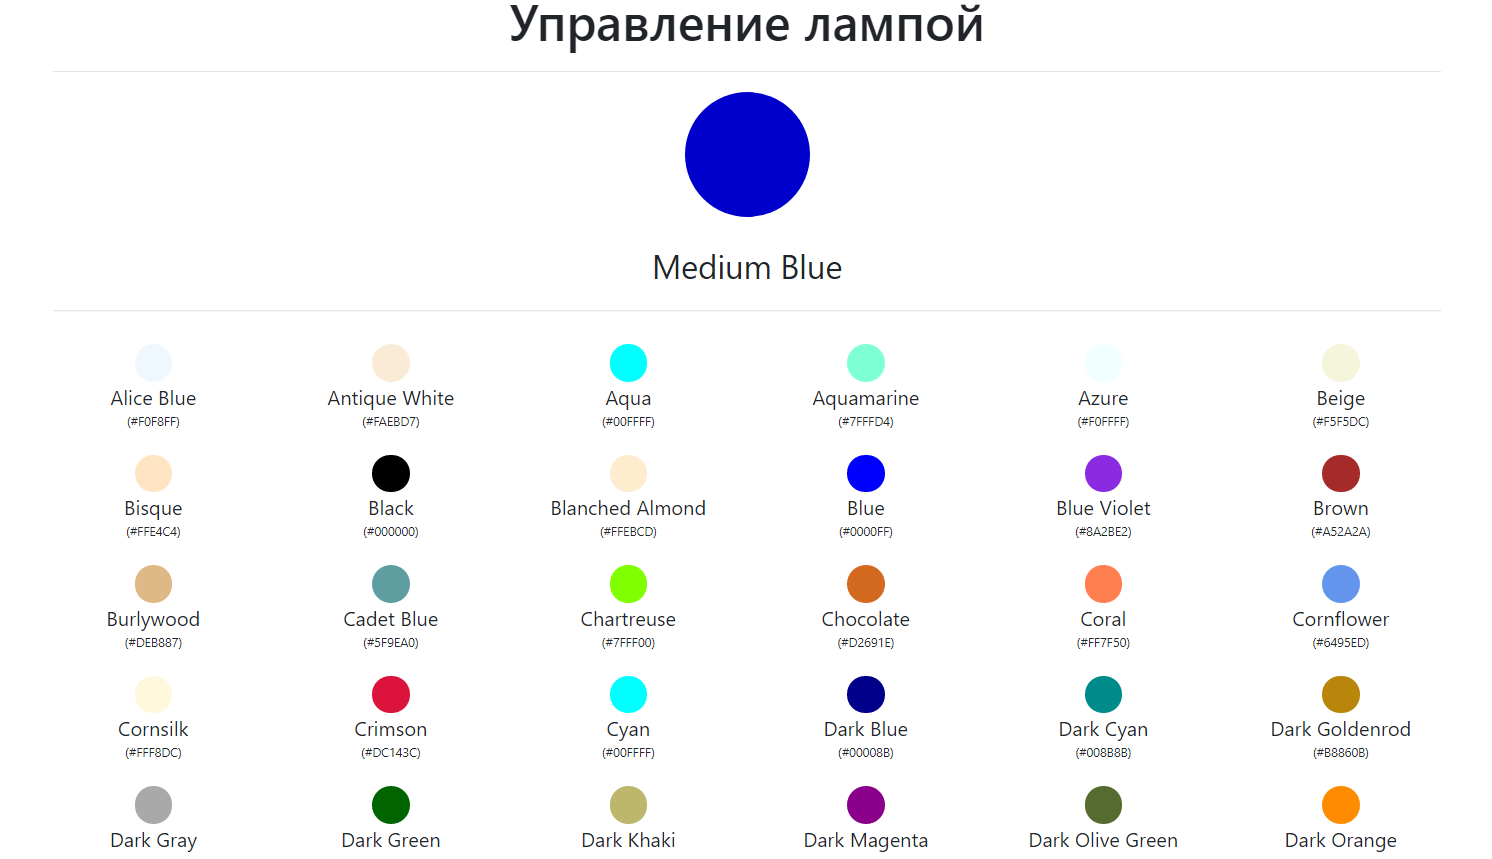 Управление лампой
Medium Blue
Alice Blue Antique White Aqua Aquamarine Azure Beige
(#F0F8FF) (#FAEBD7) (#00FFFF) (#7FFFD4) (#F0FFFF) (#F5F5DC)
Bisque Black Blanched Almond Blue Blue Violet Brown
(#FFE4C4) (#000000) (#FFEBCD) (#0000FF) (#8A2BE2) (#A52A2A)
Burlywood Cadet Blue Chartreuse Chocolate Coral Cornflower
(#DEB887) (#5F9EA0) (#7FFF00) (#D2691E) (#FF7F50) (#6495ED)
Cornsilk Crimson Cyan Dark Blue Dark Cyan Dark Goldenrod
(#FFF8DC) (#DC143C) (#00FFFF) (#00008B) (#008B8B) (#B8860B)
Dark Gray Dark Green Dark Khaki Dark Magenta Dark Olive Green Dark Orange